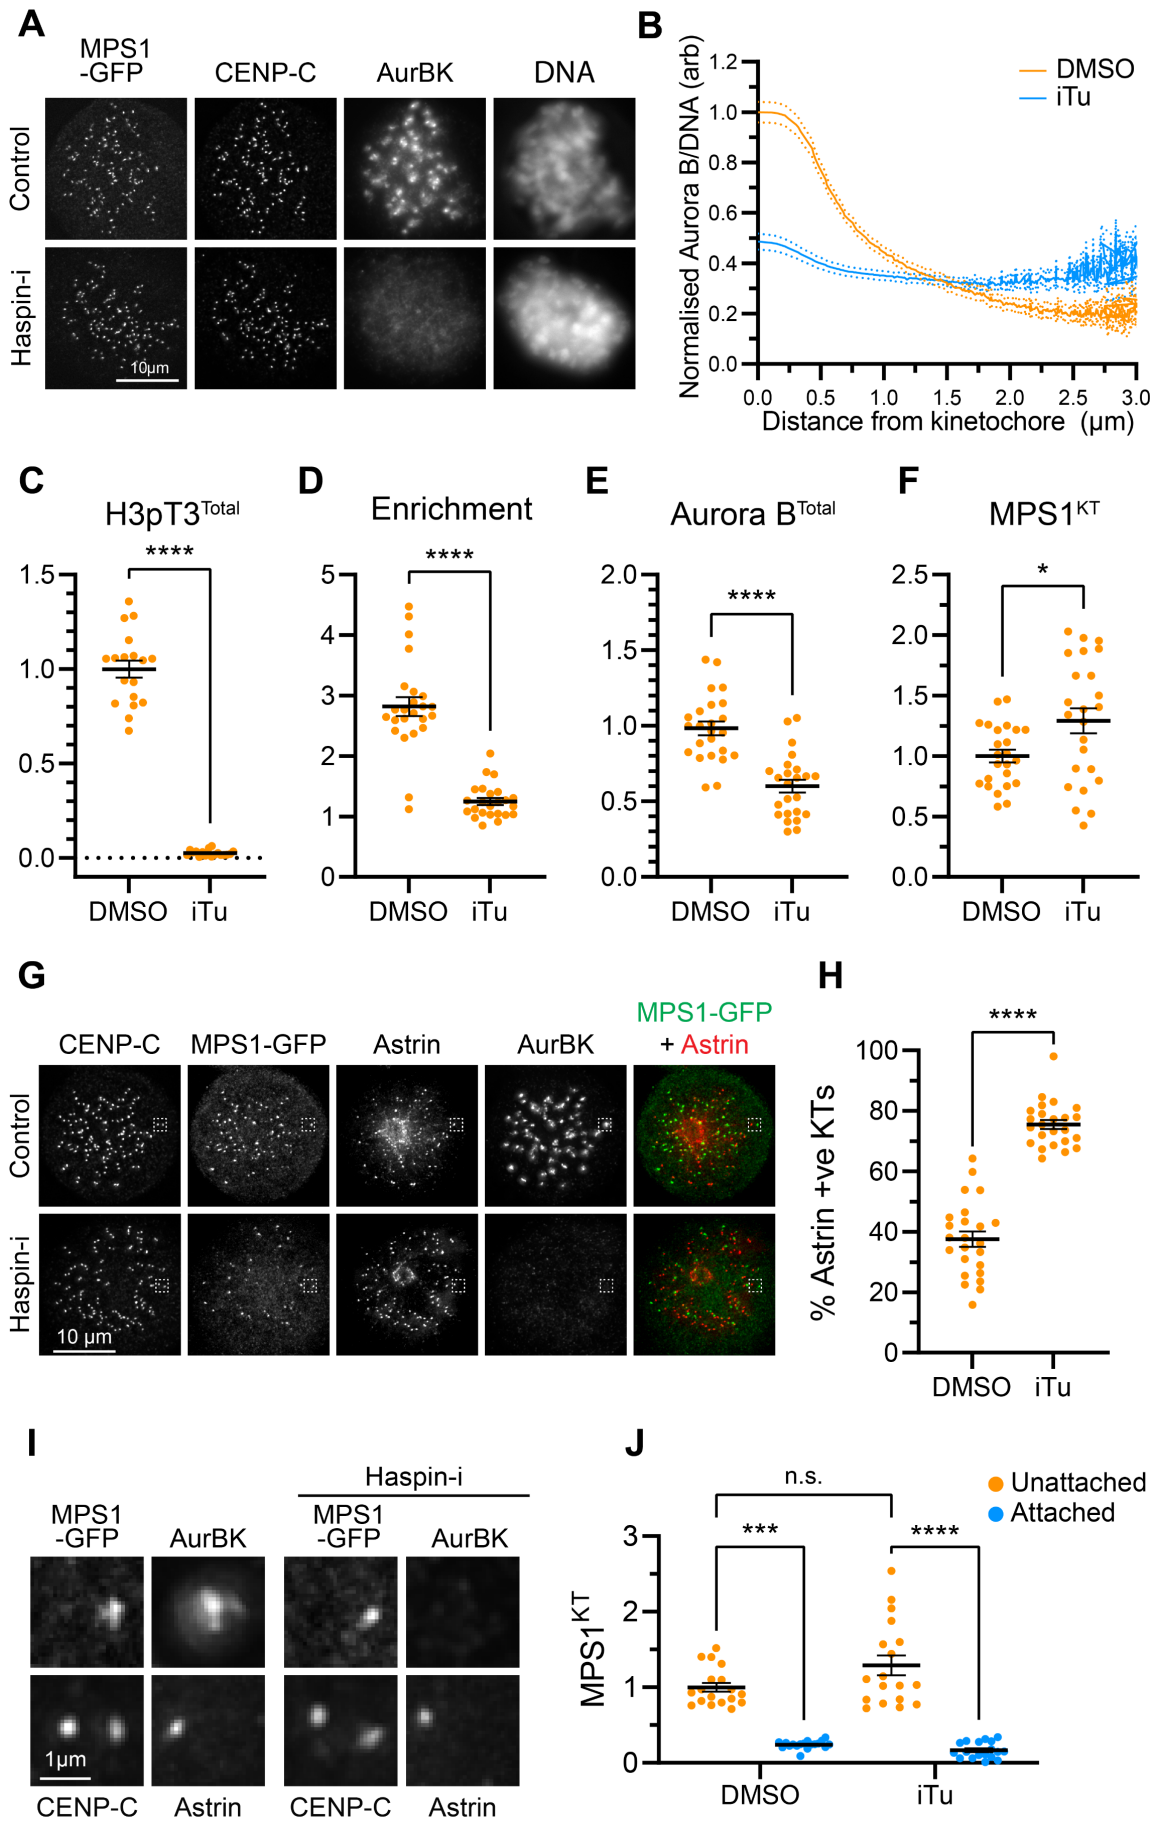 A
MPS1
-GFP
CENP-C
AurBK
DNA
Control
Haspin-i
10µm
B
Normalised Aurora B/DNA (arb)
1.2
1.0
0.8
0.6
0.4
0.2
0.0
0.0 0.5 1.0 1.5 2.0 2.5 3.0
Distance from kinetochore (µm)
DMSO
iTu
C
H3pT3Total
****
1.5
1.0
0.5
0.0
DMSO iTu
D
Enrichment
****
5
4
3
2
1
0
DMSO iTu
E
Aurora BTotal
****
2.0
1.5
1.0
0.5
0.0
DMSO iTu
F
MPS1KT
*
2.5
2.0
1.5
1.0
0.5
0.0
DMSO iTu
G
CENP-C
MPS1-GFP
Astrin
AurBK
MPS1-GFP
+ Astrin
Control
Haspin-i
10 µm
H
****
% Astrin +ve KTs
100
80
60
40
20
0
DMSO iTu
I
Haspin-i
MPS1
-GFP
AurBK
MPS1
-GFP
AurBK
1µm
CENP-C
Astrin
CENP-C
Astrin
J
Unattached
Attached
n.s.
***
****
MPS1KT
3
2
1
0
DMSO
iTu